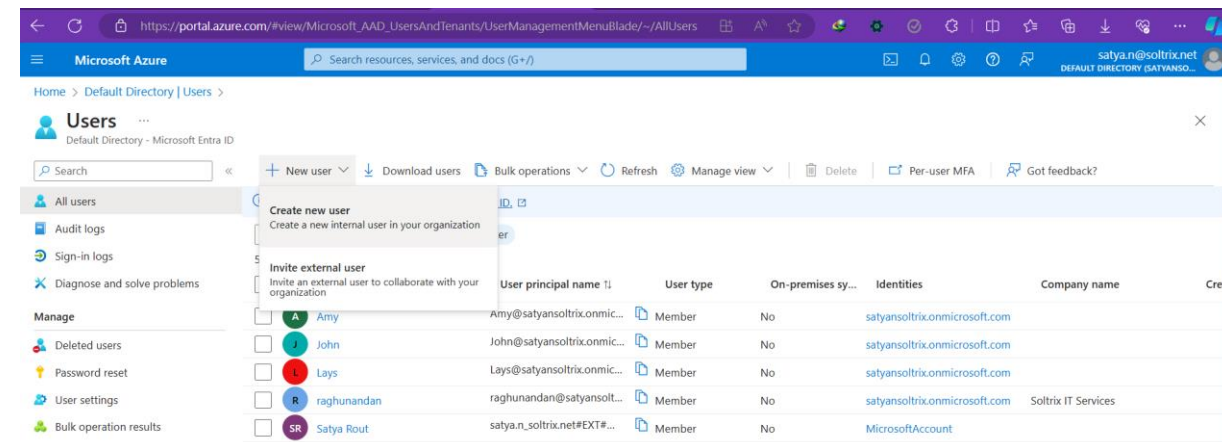 https://portal.azure.com/#view/Microsoft_AAD_UsersAndTenants/UserManagementMenuBlade/~/AllUsers
Microsoft Azure
Search resources, services, and docs (G+/)
satya.n@soltrix.net
DEFAULT DIRECTORY (SATYANSO...
Home > Default Directory | Users >
Users ...
Default Directory - Microsoft Entra ID
Search
+ New user Download users Bulk operations Refresh Manage view Delete Per-user MFA Got feedback?
All users
Audit logs
Sign-in logs
Diagnose and solve problems
Manage
Deleted users
Password reset
User settings
Bulk operation results
Create new user
Create a new internal user in your organization
Invite external user
Invite an external user to collaborate with your
organization
ID.
er
5
User principal name ↑↓ User type On-premises sy... Identities Company name Cre
A Amy Amy@satyansoltrix.onmic... Member No satyansoltrix.onmicrosoft.com
J John John@satyansoltrix.onmic... Member No satyansoltrix.onmicrosoft.com
L Lays Lays@satyansoltrix.onmic... Member No satyansoltrix.onmicrosoft.com
R raghunandan raghunandan@satyansolt... Member No satyansoltrix.onmicrosoft.com Soltrix IT Services
SR Satya Rout satya.n_soltrix.net#EXT#... Member No MicrosoftAccount